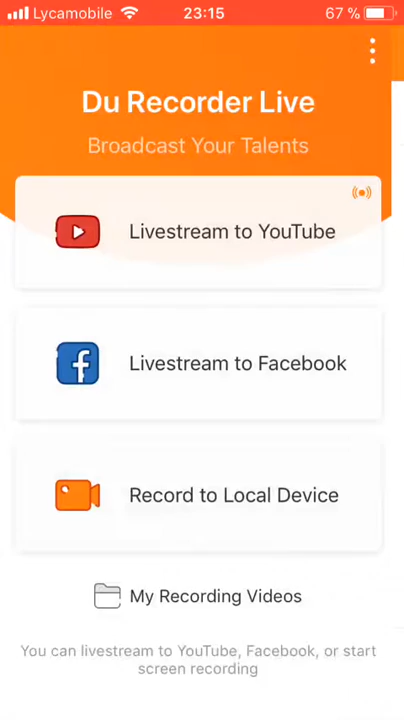 Lycamobile 23:15 67 %
Du Recorder Live
Broadcast Your Talents
Livestream to YouTube
Livestream to Facebook
Record to Local Device
My Recording Videos
You can livestream to YouTube, Facebook, or start
screen recording